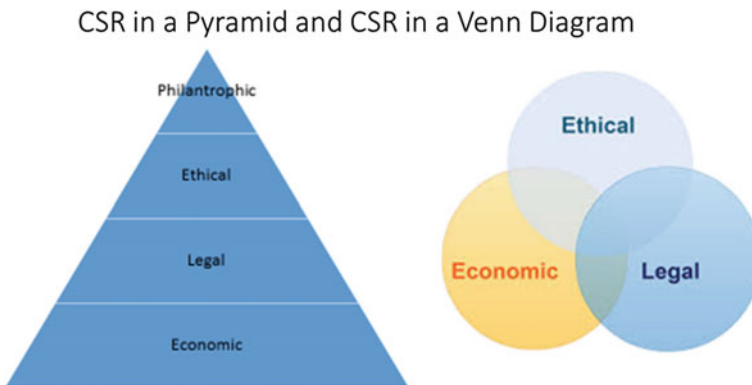 CSR in a Pyramid and CSR in a Venn Diagram
Philantrophic
Ethical
Legal
Economic
Ethical
Economic
Legal